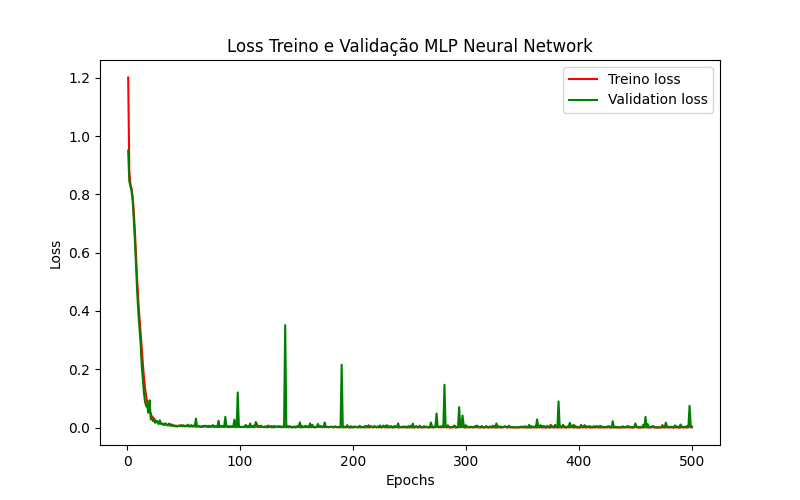 Loss Treino e Validação MLP Neural Network
Treino loss
Validation loss
Loss
1.2
1.0
0.8
0.6
0.4
0.2
0.0
0 100 200 300 400 500
Epochs